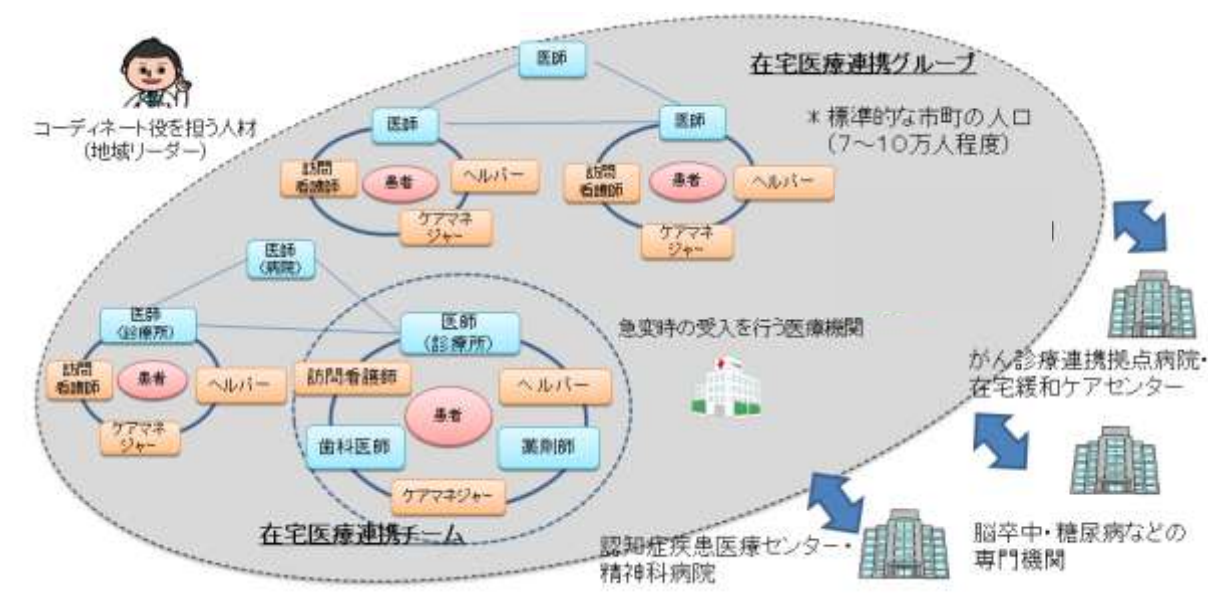 在宅医療連携グループ
＊標準的な市町の人口
（7～10万人程度）
コーディネート役を担う人材
（地域リーダー）
医師
医師
医師
訪問
看護師
患者
ヘルパー
ケアマネ
ジャー
訪問
看護師
患者
ヘルパー
ケアマネ
ジャー
医師
（病院）
医師
（診療所）
訪問
看護師
患者
ヘルパー
ケアマネ
ジャー
医師
（診療所）
訪問看護師
ヘルパー
患者
歯科医師
薬剤師
ケアマネジャー
在宅医療連携チーム
急変時の受入を行う医療機関
がん診療連携拠点病院・
在宅緩和ケアセンター
脳卒中・糖尿病などの
専門機関
認知症疾患医療センター・
精神科病院